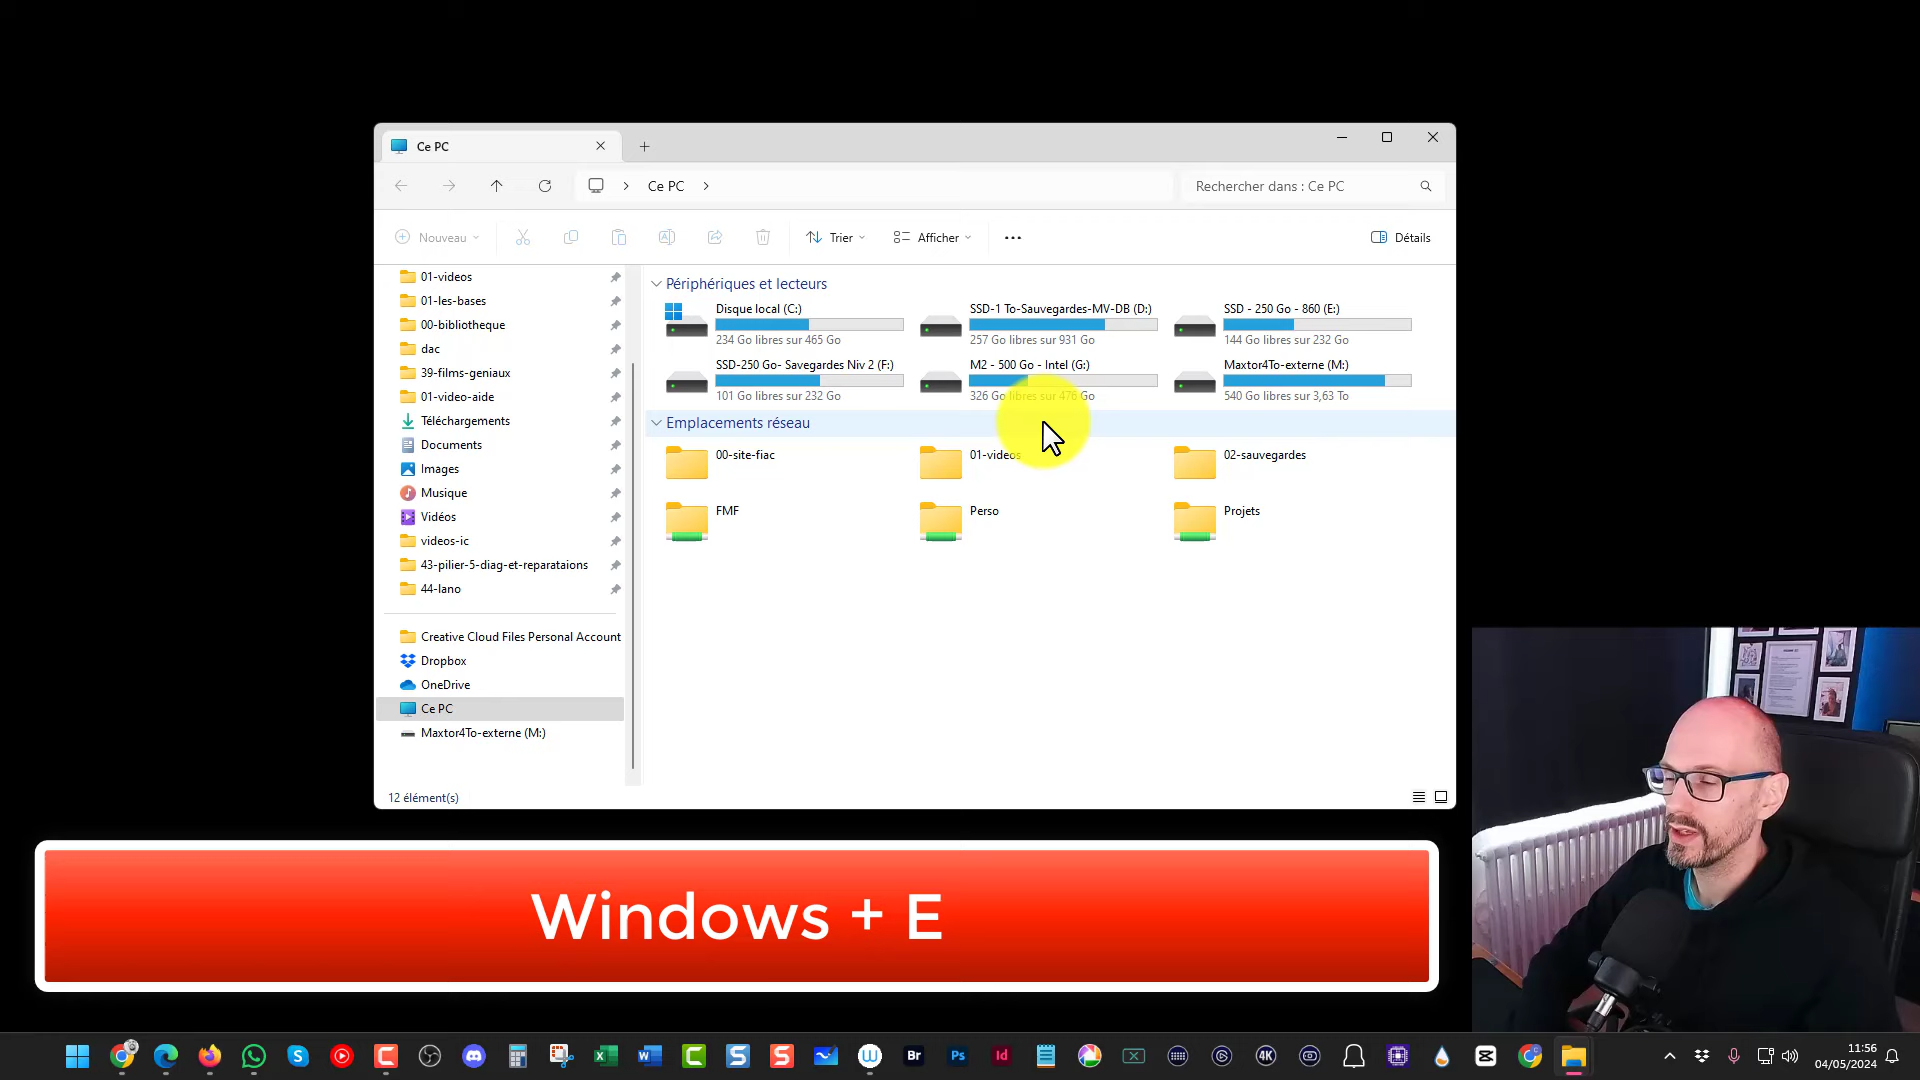 Ce PC
Ce PC
Rechercher dans : Ce PC
Nouveau
Trier
Afficher
Détails
01-videos
01-les-bases
00-bibliotheque
dac
39-films-geniaux
01-video-aide
Téléchargements
Documents
Images
Musique
Vidéos
videos-ic
43-pilier-5-diag-et-reparataions
44-lano
Creative Cloud Files Personal Account
Dropbox
OneDrive
Ce PC
Maxtor4To-externe (M:)
Périphériques et lecteurs
Disque local (C:)
234 Go libres sur 465 Go
SSD-1 To-Sauvegardes-MV-DB (D:)
257 Go libres sur 931 Go
SSD - 250 Go - 860 (E:)
144 Go libres sur 232 Go
SSD-250 Go- Savegardes Niv 2 (F:)
101 Go libres sur 232 Go
M2 - 500 Go - Intel (G:)
326 Go libres sur 476 Go
Maxtor4To-externe (M:)
540 Go libres sur 3,63 To
Emplacements réseau
00-site-fiac
01-videos
02-sauvegardes
FMF
Perso
Projets
12 élément(s)
Windows + E
Br
Ps
Id
4K
11:56
04/05/2024